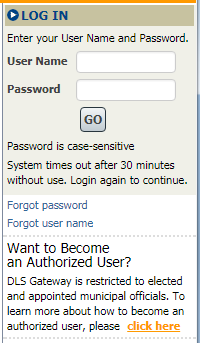 LOG IN
Enter your User Name and Password.
User Name
Password
GO
Password is case-sensitive
System times out after 30 minutes
without use. Login again to continue.
Forgot password
Forgot user name
Want to Become
an Authorized User?
DLS Gateway is restricted to elected
and appointed municipal officials. To
learn more about how to become an
authorized user, please click here